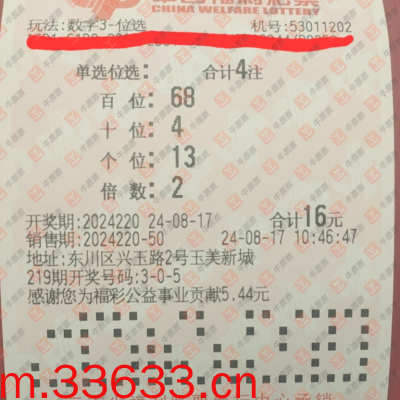 CHINA WELFARE LOTTERY
玩法:数字3-位选 机号:53011202
单选位选: 合计4注
百 位: 68
十 位: 4
个 位: 13
倍 数: 2
开奖期:2024220 24-08-17 合计16元
销售期:2024220-50 24-08-17 10:46:47
地址:东川区兴玉路2号玉美新城
219期开奖号码:3-0-5
感谢您为福彩公益事业贡献5.44元
m.33633.cn